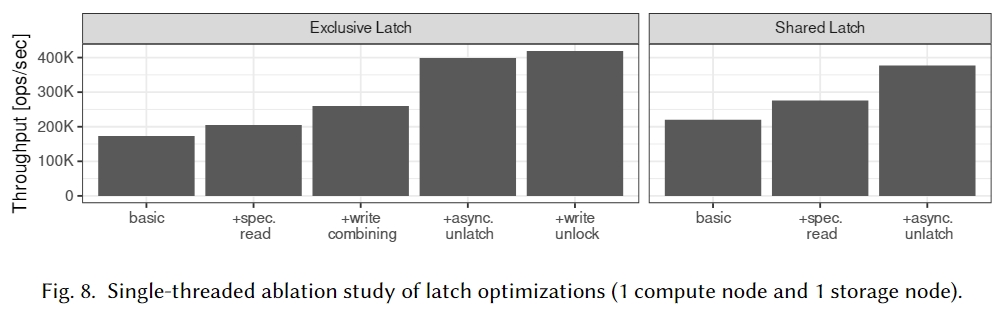 Exclusive Latch
Shared Latch
Throughput [ops/sec]
400K
300K
200K
100K
0
basic
+spec.
read
+write
combining
+async.
unlatch
+write
unlock
basic
+spec.
read
+async.
unlatch
Fig. 8. Single-threaded ablation study of latch optimizations (1 compute node and 1 storage node).